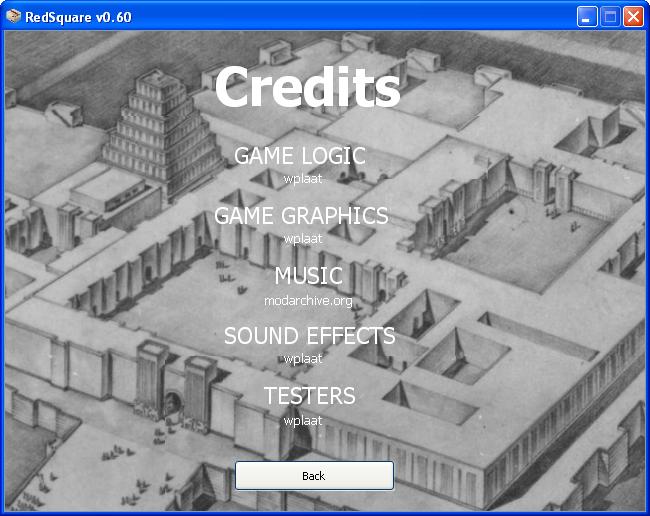 RedSquare v0.60
Credits
GAME LOGIC
wplaat
GAME GRAPHICS
wplaat
MUSIC
modarchive.org
SOUND EFFECTS
wplaat
TESTERS
wplaat
Back